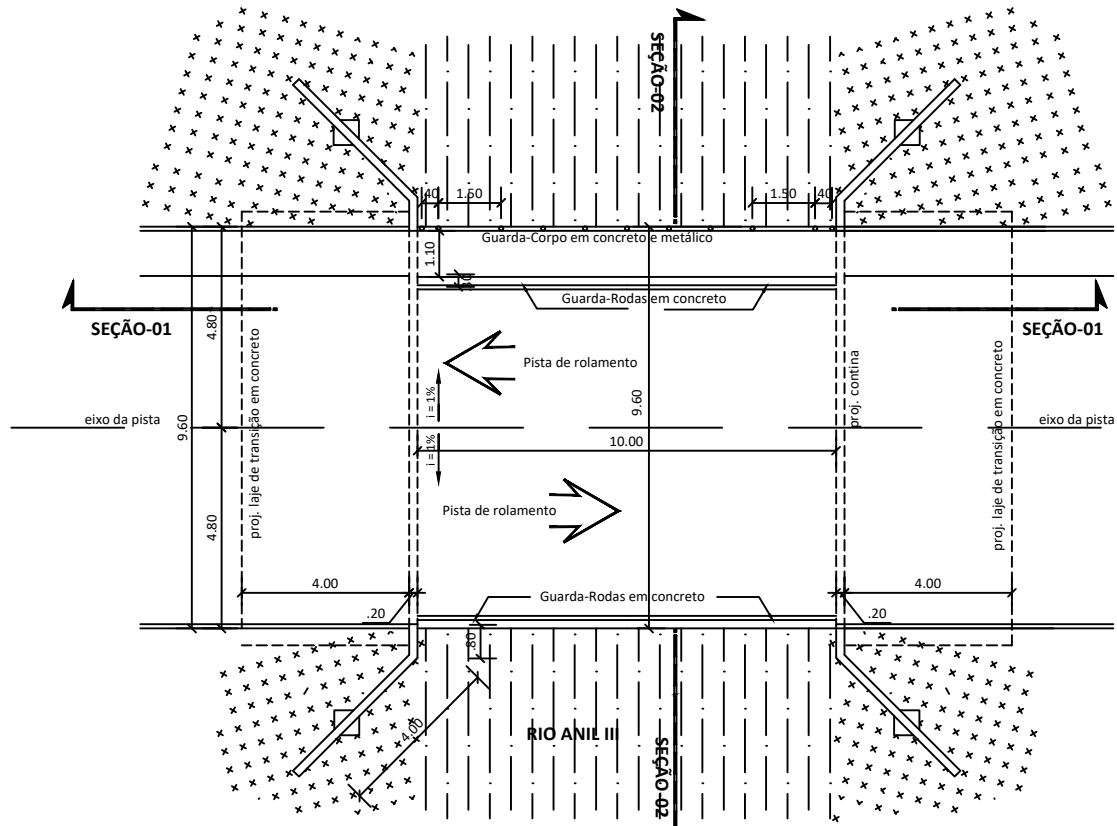 SEÇÃO-02
.40
1.50
1.50
.40
Guarda-Corpo em concreto e metálico
1.10
.30
Guarda-Rodas em concreto
SEÇÃO-01
SEÇÃO-01
4.80
proj. laje de transição em concreto
Pista de rolamento
proj. contina
proj. laje de transição em concreto
i = 1%
9.60
9.60
eixo da pista
eixo da pista
10.00
i = 1%
Pista de rolamento
4.80
4.00
4.00
Guarda-Rodas em concreto
.20
.20
.80
4.00
RIO ANIL III
SEÇÃO-02